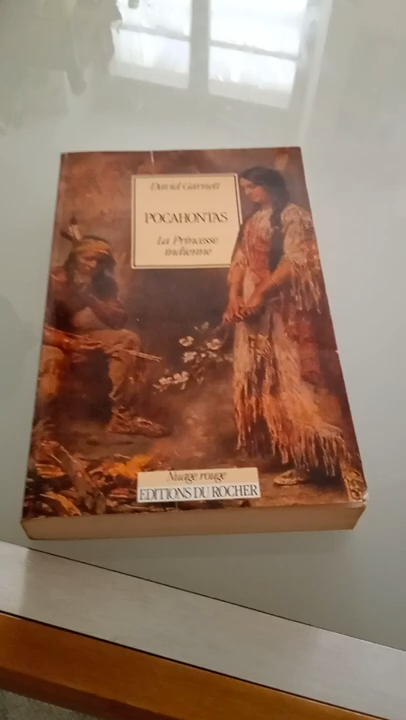 David Garnett
POCAHONTAS
La Princesse
indienne
Nuage rouge
EDITIONS DU ROCHER